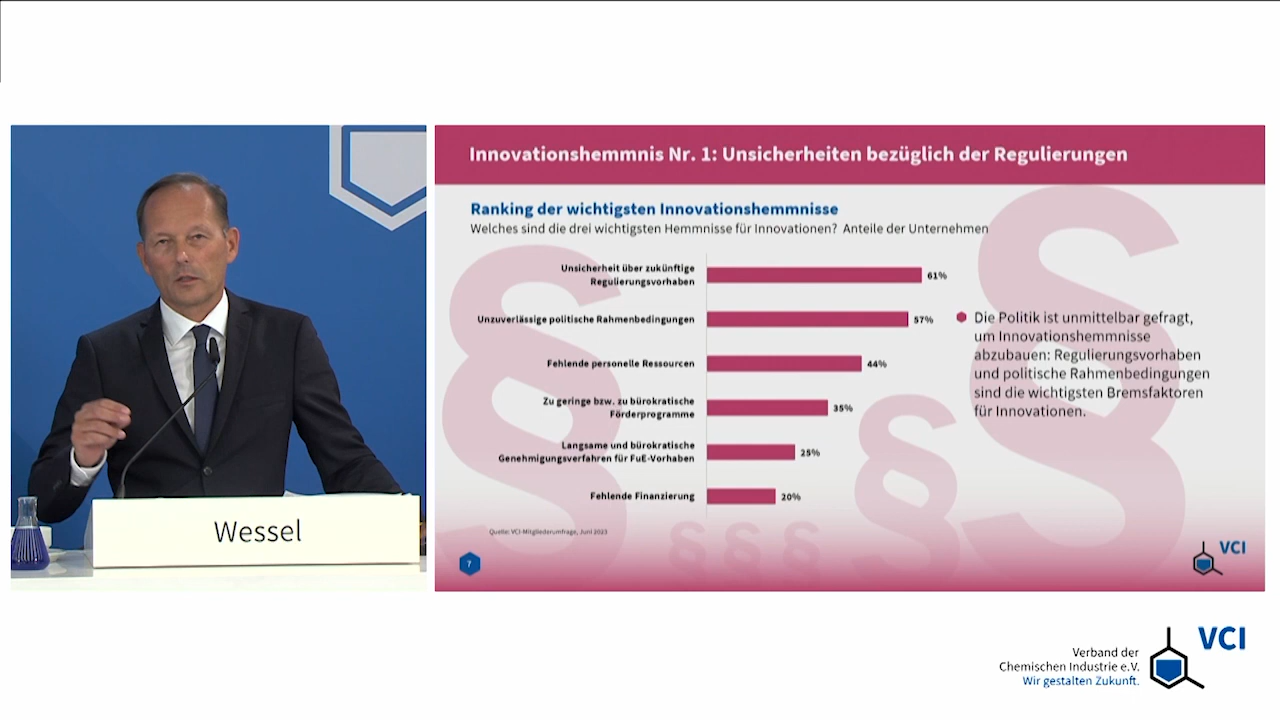 Wessel
Innovationshemmnis Nr. 1: Unsicherheiten bezüglich der Regulierungen
Ranking der wichtigsten Innovationshemmnisse
Welches sind die drei wichtigsten Hemmnisse für Innovationen? Anteile der Unternehmen
Unsicherheit über zukünftige
Regulierungsvorhaben
61%
Unzuverlässige politische Rahmenbedingungen
57%
Fehlende personelle Ressourcen
44%
Zu geringe bzw. zu bürokratische
Förderprogramme
35%
Langsame und bürokratische
Genehmigungsverfahren für FuE-Vorhaben
25%
Fehlende Finanzierung
20%
Die Politik ist unmittelbar gefragt,
um Innovationshemmnisse
abzubauen: Regulierungsvorhaben
und politische Rahmenbedingungen
sind die wichtigsten Bremsfaktoren
für Innovationen.
Quelle: VCI-Mitgliederumfrage, Juni 2023
7
VCI
Verband der
Chemischen Industrie e.V.
Wir gestalten Zukunft.
VCI